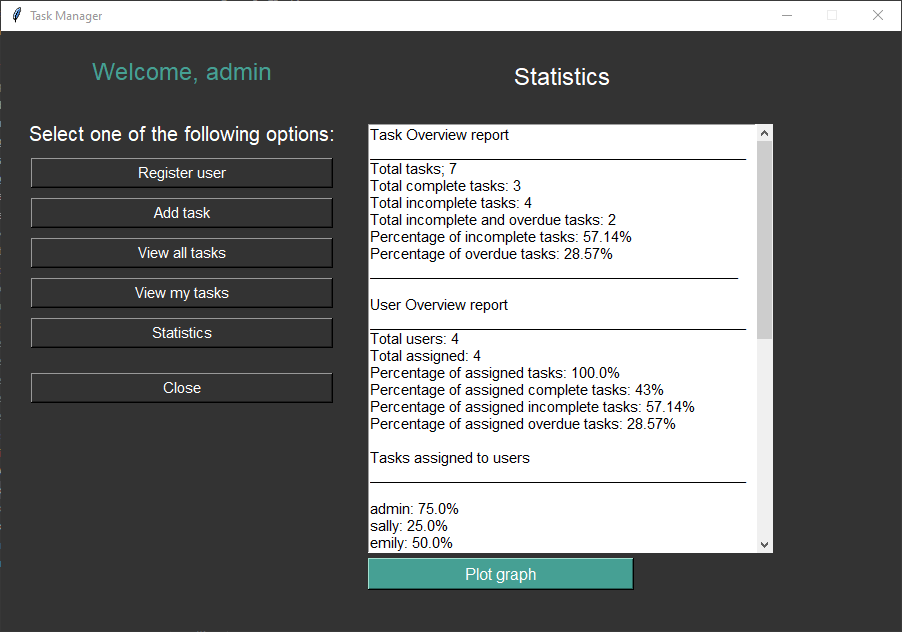 Task Manager
Welcome, admin
Select one of the following options:
Register user
Add task
View all tasks
View my tasks
Statistics
Close
Statistics
Task Overview report
Total tasks; 7
Total complete tasks: 3
Total incomplete tasks: 4
Total incomplete and overdue tasks: 2
Percentage of incomplete tasks: 57.14%
Percentage of overdue tasks: 28.57%
User Overview report
Total users: 4
Total assigned: 4
Percentage of assigned tasks: 100.0%
Percentage of assigned complete tasks: 43%
Percentage of assigned incomplete tasks: 57.14%
Percentage of assigned overdue tasks: 28.57%
Tasks assigned to users
admin: 75.0%
sally: 25.0%
emily: 50.0%
Plot graph